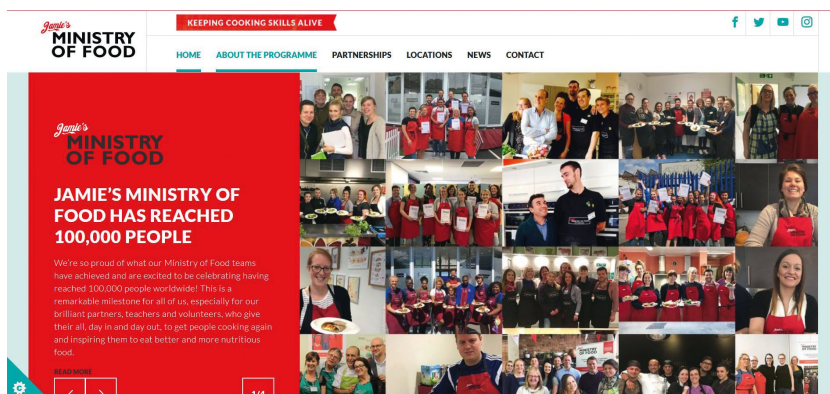 Jamie's
MINISTRY
OF FOOD
KEEPING COOKING SKILLS ALIVE
HOME ABOUT THE PROGRAMME PARTNERSHIPS LOCATIONS NEWS CONTACT
Jamie's
MINISTRY
OF FOOD
JAMIE'S MINISTRY OF
FOOD HAS REACHED
100,000 PEOPLE
We're so proud of what our Ministry of Food teams
have achieved and are excited to be celebrating having
reached 100,000 people worldwide! This is a
remarkable milestone for all of us, especially for our
brilliant partners, teachers and volunteers, who give
their all, day in and day out, to get people cooking again
and inspiring them to eat better and more nutritious
food.
READ MORE
1/4